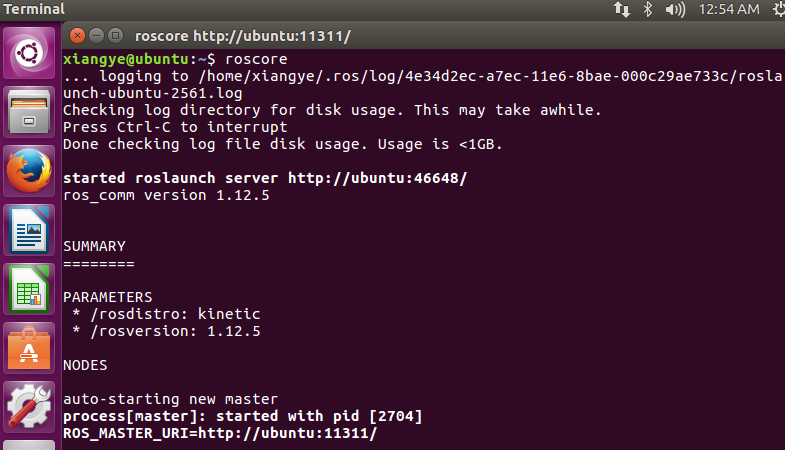 Terminal
12:54 AM
roscore http://ubuntu:11311/
xiangye@ubuntu:~$ roscore
... logging to /home/xiangye/.ros/log/4e34d2ec-a7ec-11e6-8bae-000c29ae733c/rosla
unch-ubuntu-2561.log
Checking log directory for disk usage. This may take awhile.
Press Ctrl-C to interrupt
Done checking log file disk usage. Usage is <1GB.
started roslaunch server http://ubuntu:46648/
ros_comm version 1.12.5
SUMMARY
========
PARAMETERS
* /rosdistro: kinetic
* /rosversion: 1.12.5
NODES
auto-starting new master
process[master]: started with pid [2704]
ROS_MASTER_URI=http://ubuntu:11311/